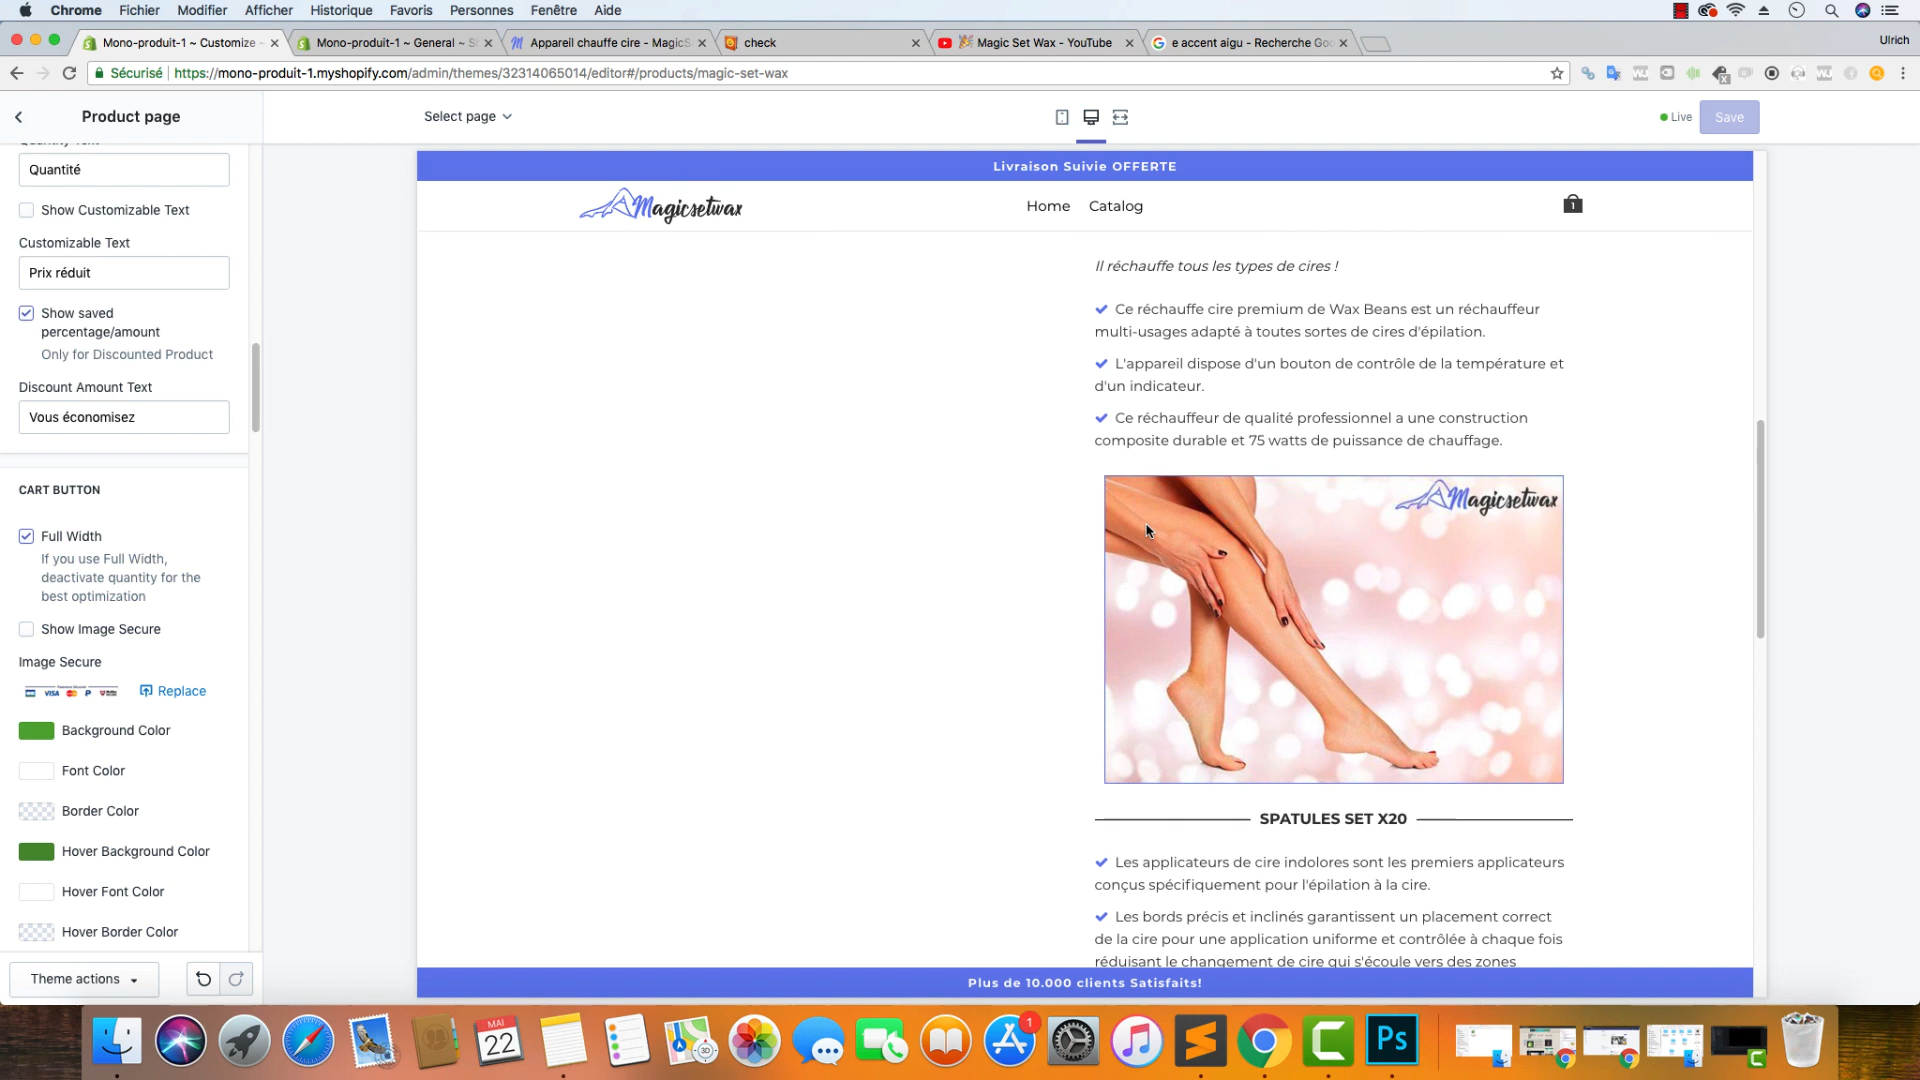 Chrome Fichier Modifier Afficher Historique Favoris Personnes Fenêtre Aide
Mono-produit-1 ~ Customize
Mono-produit-1 ~ General ~ S
Appareil chauffe cire - MagicS
check
Magic Set Wax - YouTube
e accent aigu - Recherche Goo
Ulrich
Sécurisé https://mono-produit-1.myshopify.com/admin/themes/32314065014/editor#/products/magic-set-wax
Product page
Select page
Live
Save
Quantity Text
Quantité
Show Customizable Text
Customizable Text
Prix réduit
Show saved
percentage/amount
Only for Discounted Product
Discount Amount Text
Vous économisez
CART BUTTON
Full Width
If you use Full Width,
deactivate quantity for the
best optimization
Show Image Secure
Image Secure
VISA
Replace
Background Color
Font Color
Border Color
Hover Background Color
Hover Font Color
Hover Border Color
Theme actions
Livraison Suivie OFFERTE
Magicsetwax
Home Catalog
1
Il réchauffe tous les types de cires !
Ce réchauffe cire premium de Wax Beans est un réchauffeur
multi-usages adapté à toutes sortes de cires d'épilation.
L'appareil dispose d'un bouton de contrôle de la température et
d'un indicateur.
Ce réchauffeur de qualité professionnel a une construction
composite durable et 75 watts de puissance de chauffage.
Magicsetwax
SPATULES SET X20
Les applicateurs de cire indolores sont les premiers applicateurs
conçus spécifiquement pour l'épilation à la cire.
Les bords précis et inclinés garantissent un placement correct
de la cire pour une application uniforme et contrôlée à chaque fois
réduisant le changement de cire qui s'écoule vers des zones
Plus de 10.000 clients Satisfaits!
MAI
22
3D
1
Ps